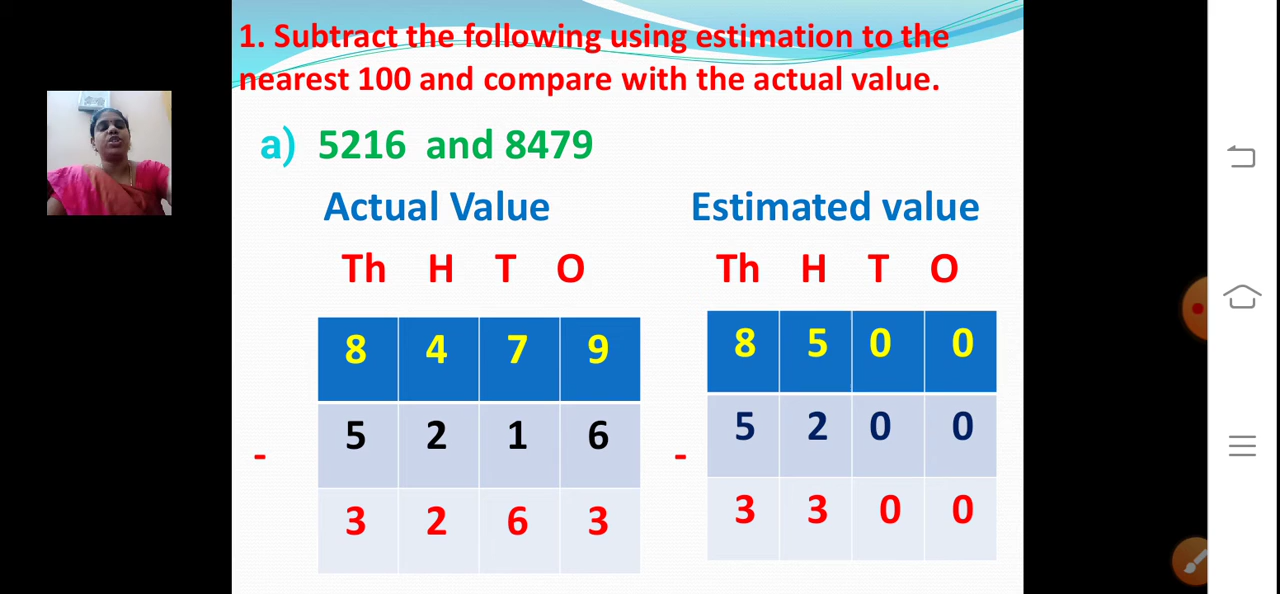 1. Subtract the following using estimation to the
nearest 100 and compare with the actual value.
a) 5216 and 8479
Actual Value
Th H T O
8 4 7 9
- 5 2 1 6
3 2 6 3
Estimated value
Th H T O
8 5 0 0
- 5 2 0 0
3 3 0 0